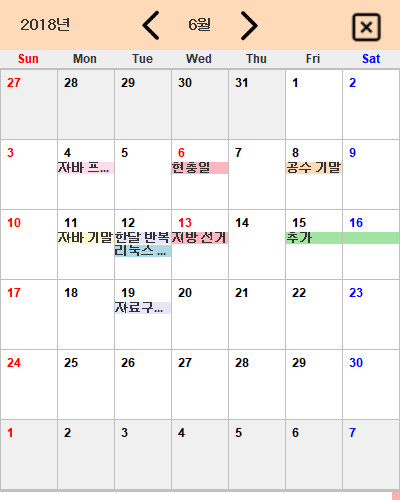 2018년 6월
Sun Mon Tue Wed Thu Fri Sat
27 28 29 30 31 1 2
3 4 5 6 7 8 9
자바 프... 현충일 공수 기말
10 11 12 13 14 15 16
자바 기말 한달 반복 지방 선거 추가
리눅스 ...
17 18 19 20 21 22 23
자료구...
24 25 26 27 28 29 30
1 2 3 4 5 6 7